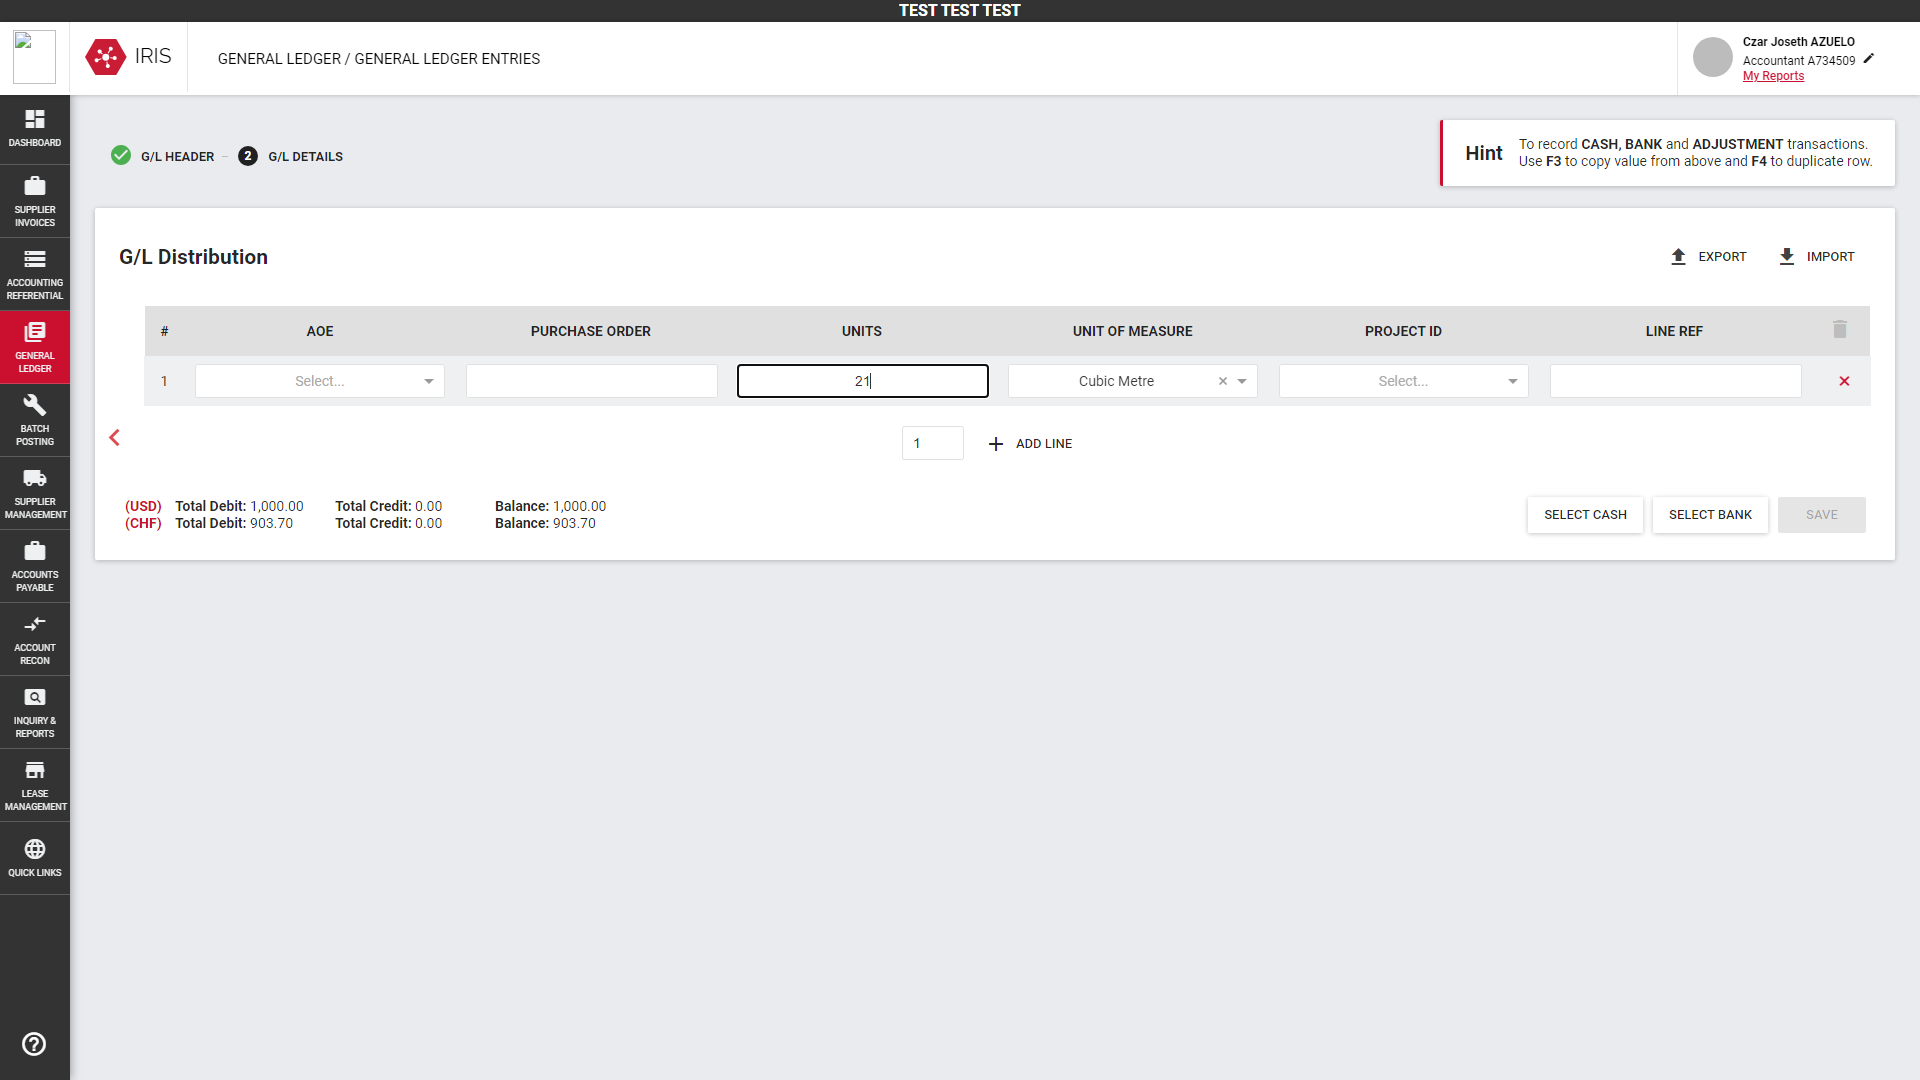 TEST TEST TEST
IRIS
GENERAL LEDGER / GENERAL LEDGER ENTRIES
Czar Joseth AZUELO
Accountant A734509
My Reports
DASHBOARD
SUPPLIER
INVOICES
ACCOUNTING
REFERENTIAL
GENERAL
LEDGER
BATCH
POSTING
SUPPLIER
MANAGEMENT
ACCOUNTS
PAYABLE
ACCOUNT
RECON
INQUIRY &
REPORTS
LEASE
MANAGEMENT
QUICK LINKS
G/L HEADER
2 G/L DETAILS
Hint
To record CASH, BANK and ADJUSTMENT transactions.
Use F3 to copy value from above and F4 to duplicate row.
G/L Distribution
EXPORT
IMPORT
# AOE PURCHASE ORDER UNITS UNIT OF MEASURE PROJECT ID LINE REF
1 Select... 21 Cubic Metre Select...
1 ADD LINE
(USD) Total Debit: 1,000.00 Total Credit: 0.00 Balance: 1,000.00
(CHF) Total Debit: 903.70 Total Credit: 0.00 Balance: 903.70
SELECT CASH
SELECT BANK
SAVE